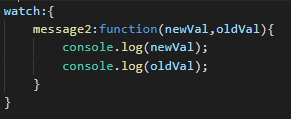 watch:{
    message2:function(newVal,oldVal){
        console.log(newVal);
        console.log(oldVal);
    }
}